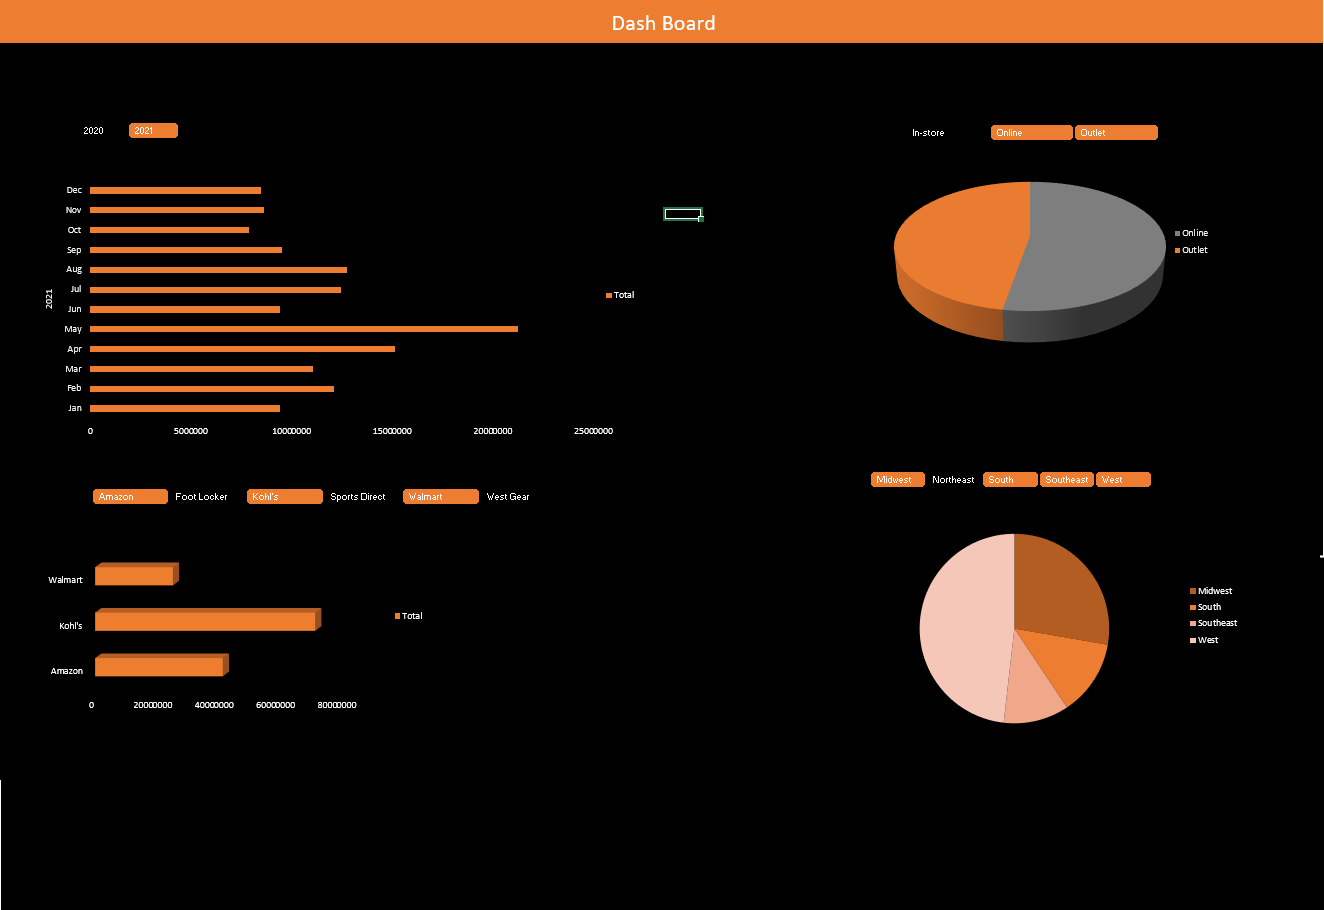 Dash Board
2020 2021
In-store Online Outlet
Dec
Nov
Oct
Sep
Aug
Jul
Jun
May
Apr
Mar
Feb
Jan
2021
0 5000000 10000000 15000000 20000000 25000000
Total
Online
Outlet
Amazon Foot Locker Kohl's Sports Direct Walmart West Gear
Midwest Northeast South Southeast West
Walmart
Kohl's
Amazon
0 20000000 40000000 60000000 80000000
Total
Midwest
South
Southeast
West